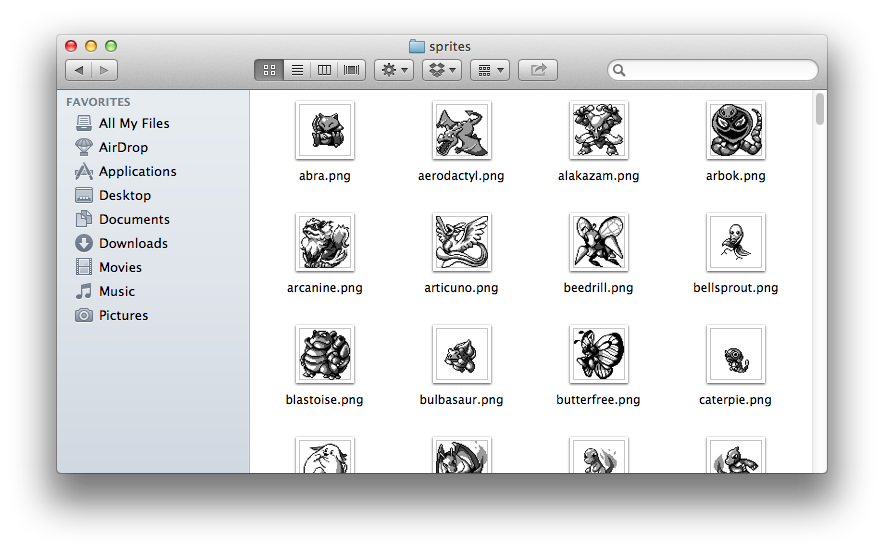 sprites
FAVORITES
All My Files
AirDrop
Applications
Desktop
Documents
Downloads
Movies
Music
Pictures
abra.png
aerodactyl.png
alakazam.png
arbok.png
arcanine.png
articuno.png
beedrill.png
bellsprout.png
blastoise.png
bulbasaur.png
butterfree.png
caterpie.png